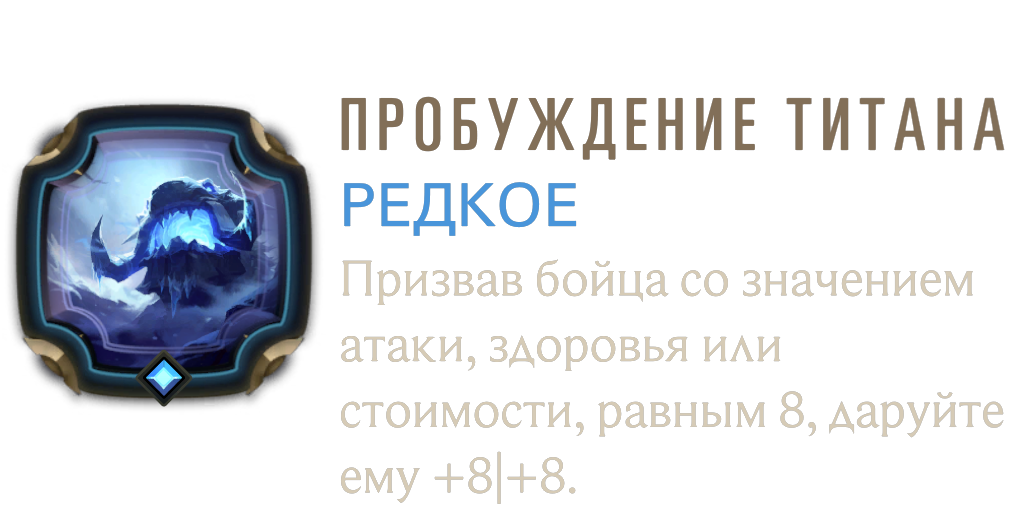 ПРОБУЖДЕНИЕ ТИТАНА
РЕДКОЕ
Призвав бойца со значением
атаки, здоровья или
стоимости, равным 8, даруйте
ему +8|+8.